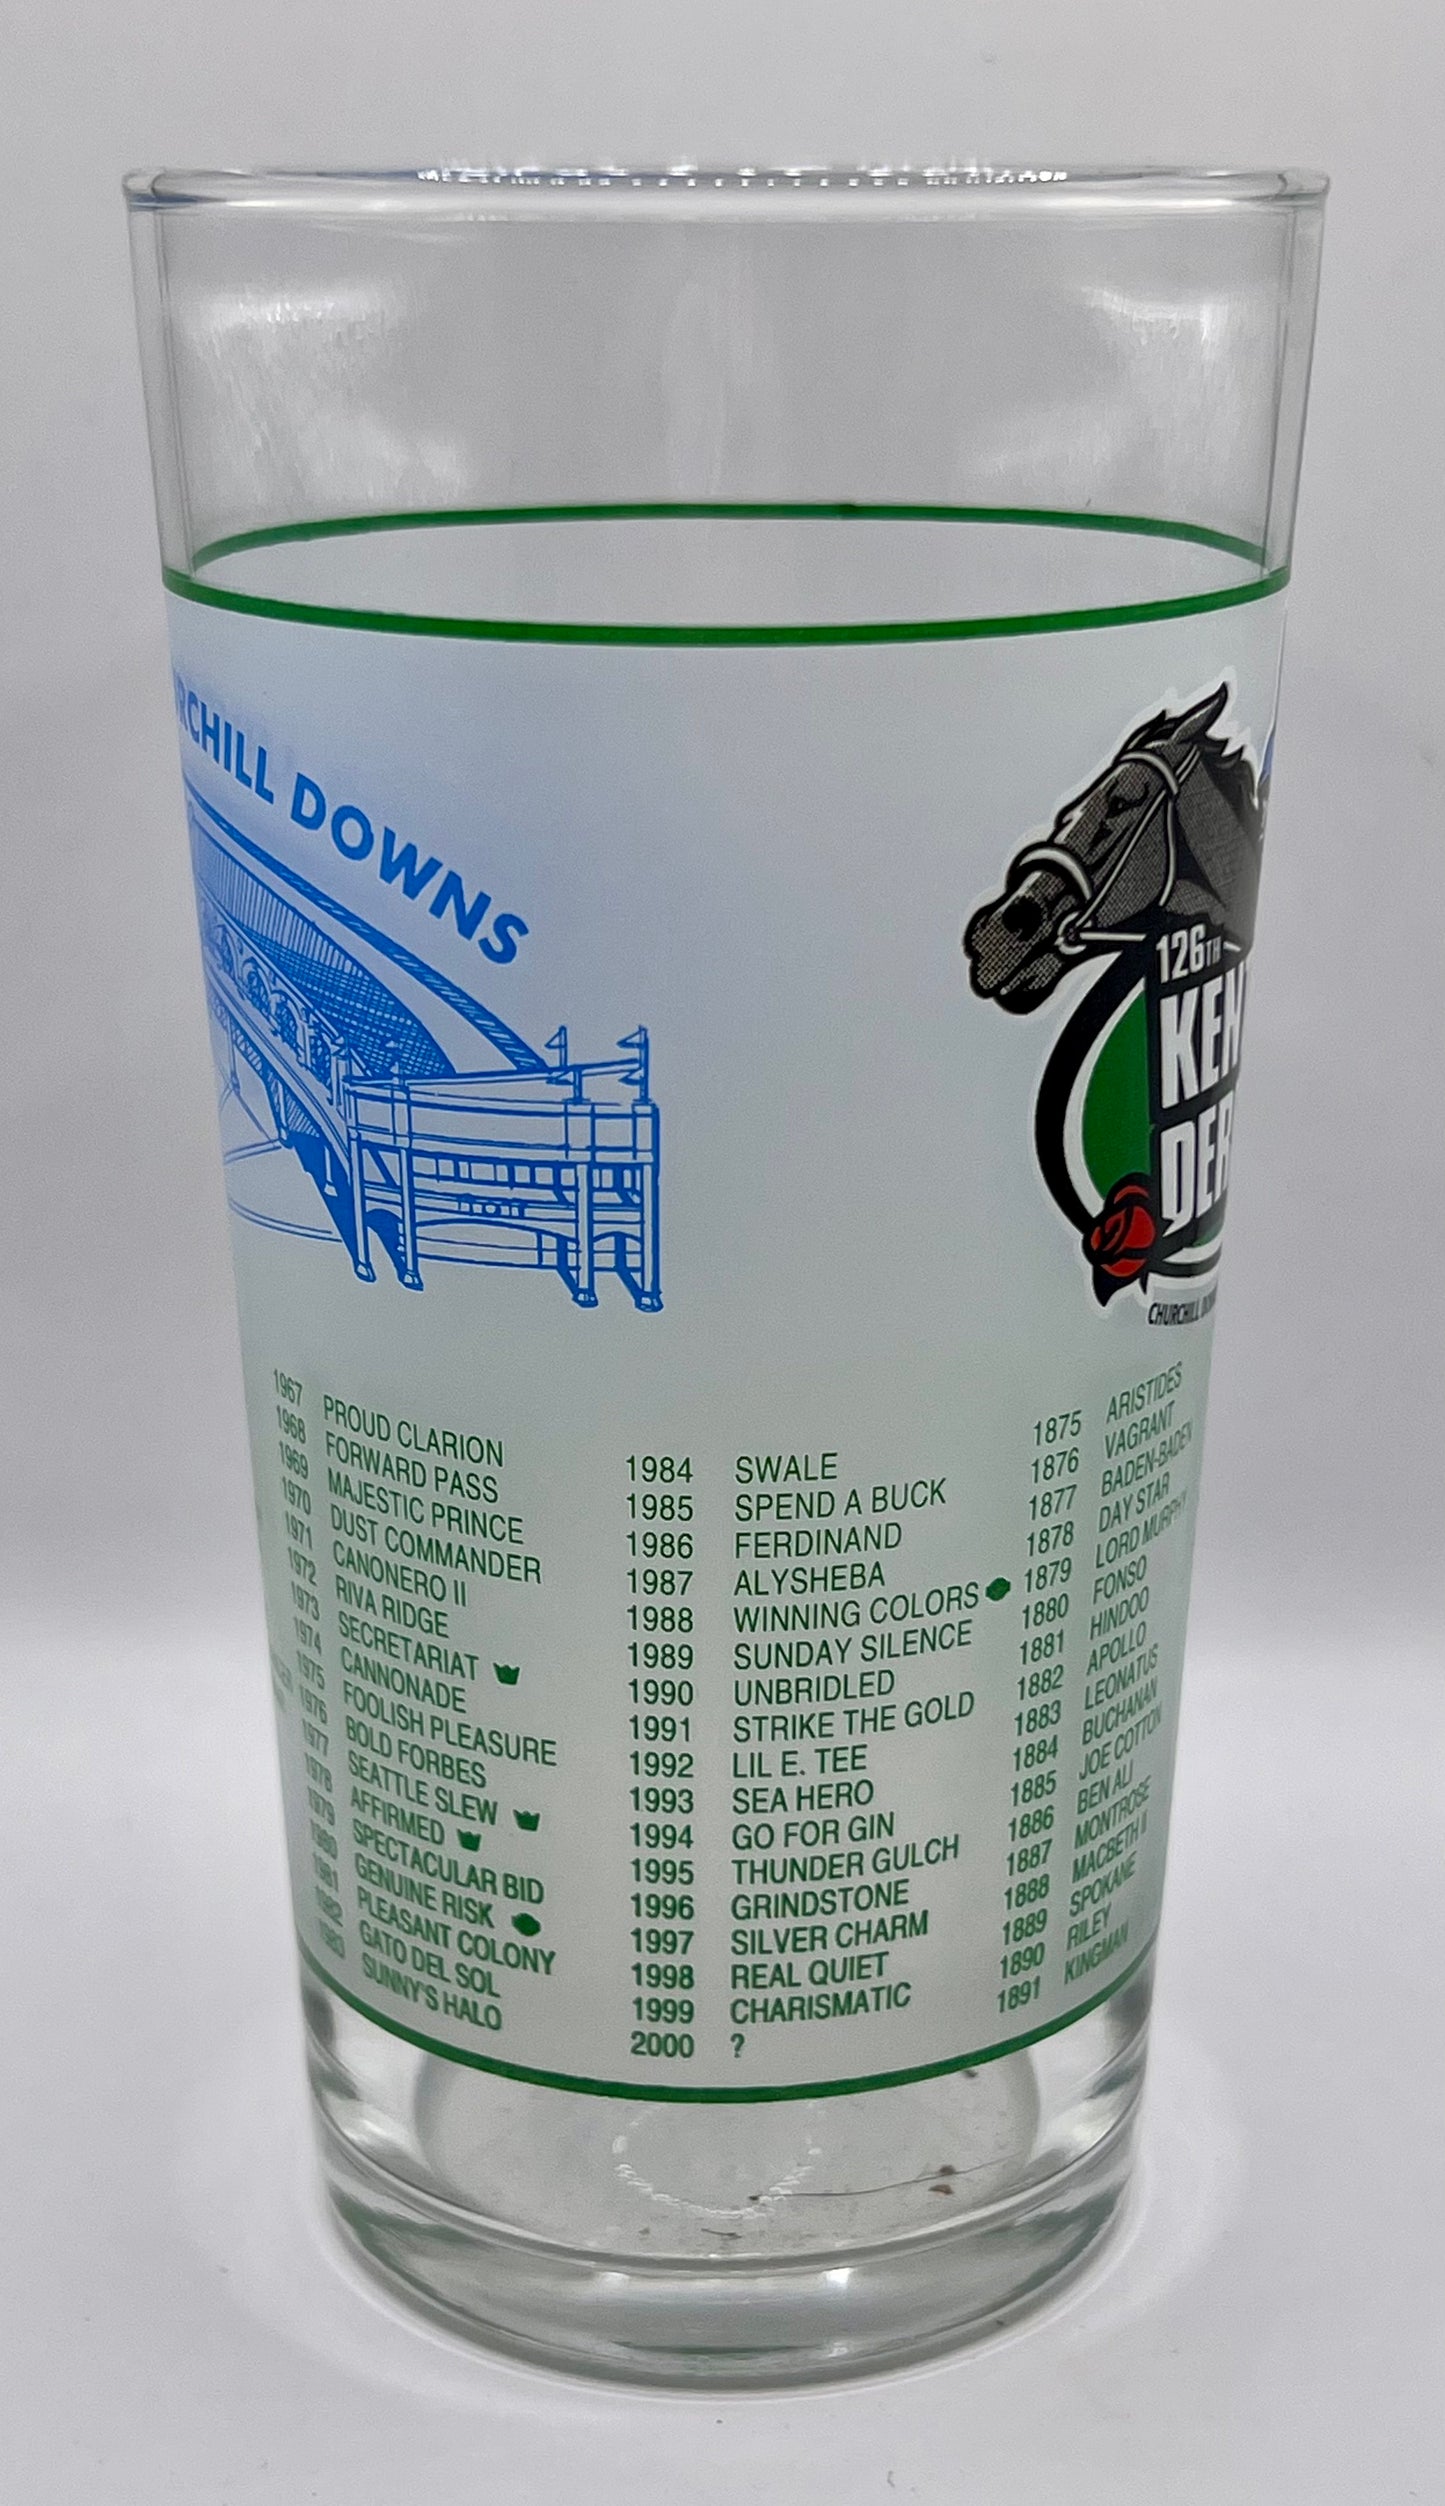 RCHILL DOWNS
126TH
KEN
DER
CHURCHILL DOW
1967 PROUD CLARION
1968 FORWARD PASS
1969 MAJESTIC PRINCE
1970 DUST COMMANDER
1971 CANONERO II
1972 RIVA RIDGE
1973 SECRETARIAT
1974 CANNONADE
1975 FOOLISH PLEASURE
1976 BOLD FORBES
1977 SEATTLE SLEW
1978 AFFIRMED
1979 SPECTACULAR BID
1980 GENUINE RISK
1981 PLEASANT COLONY
1982 GATO DEL SOL
1983 SUNNY'S HALO
1984 SWALE
1985 SPEND A BUCK
1986 FERDINAND
1987 ALYSHEBA
1988 WINNING COLORS
1989 SUNDAY SILENCE
1990 UNBRIDLED
1991 STRIKE THE GOLD
1992 LIL E. TEE
1993 SEA HERO
1994 GO FOR GIN
1995 THUNDER GULCH
1996 GRINDSTONE
1997 SILVER CHARM
1998 REAL QUIET
1999 CHARISMATIC
2000 ?
1875 ARISTIDES
1876 VAGRANT
1877 BADEN-BADEN
1878 DAY STAR
1879 LORD MURPHY
1880 FONSO
1881 HINDOO
1882 APOLLO
1883 LEONATUS
1884 BUCHANAN
1885 JOE COTTON
1886 BEN ALI
1887 MONTROSE
1888 MACBETH II
1889 SPOKANE
1890 RILEY
1891 KINGMAN